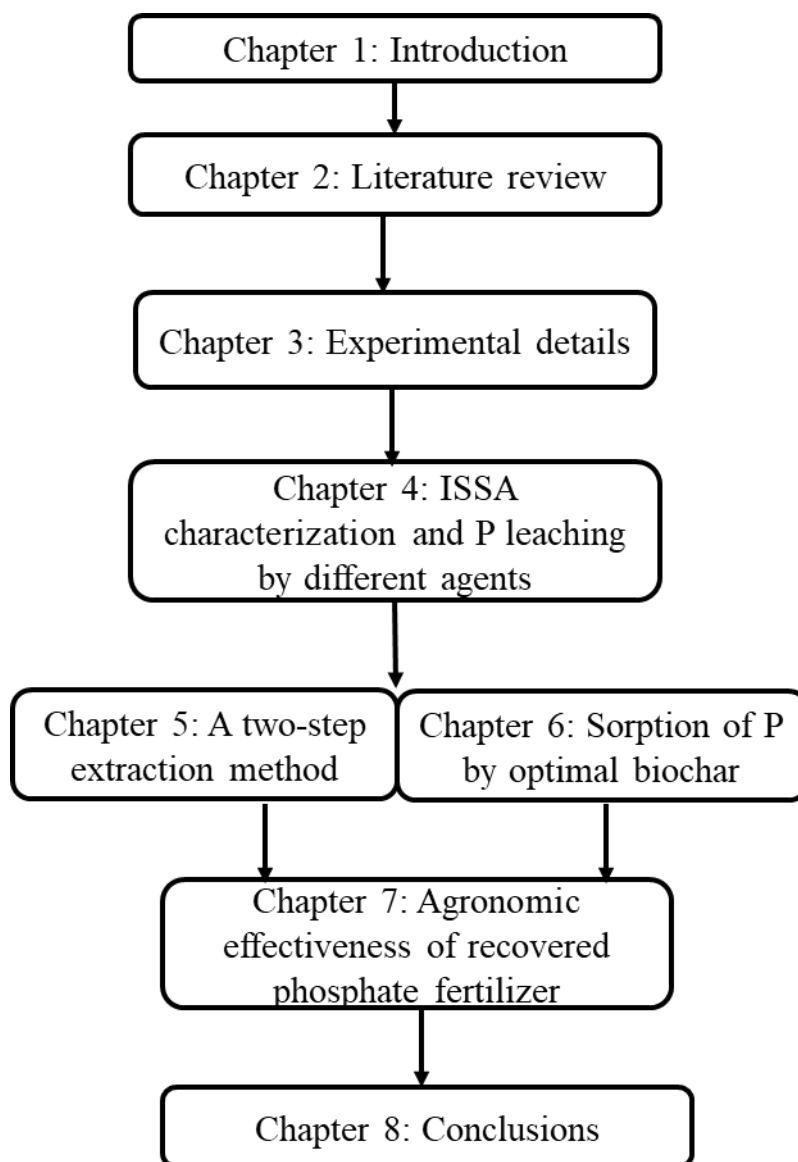 Chapter 1: Introduction
Chapter 2: Literature review
Chapter 3: Experimental details
Chapter 4: ISSA
characterization and P leaching
by different agents
Chapter 5: A two-step
extraction method
Chapter 6: Sorption of P
by optimal biochar
Chapter 7: Agronomic
effectiveness of recovered
phosphate fertilizer
Chapter 8: Conclusions